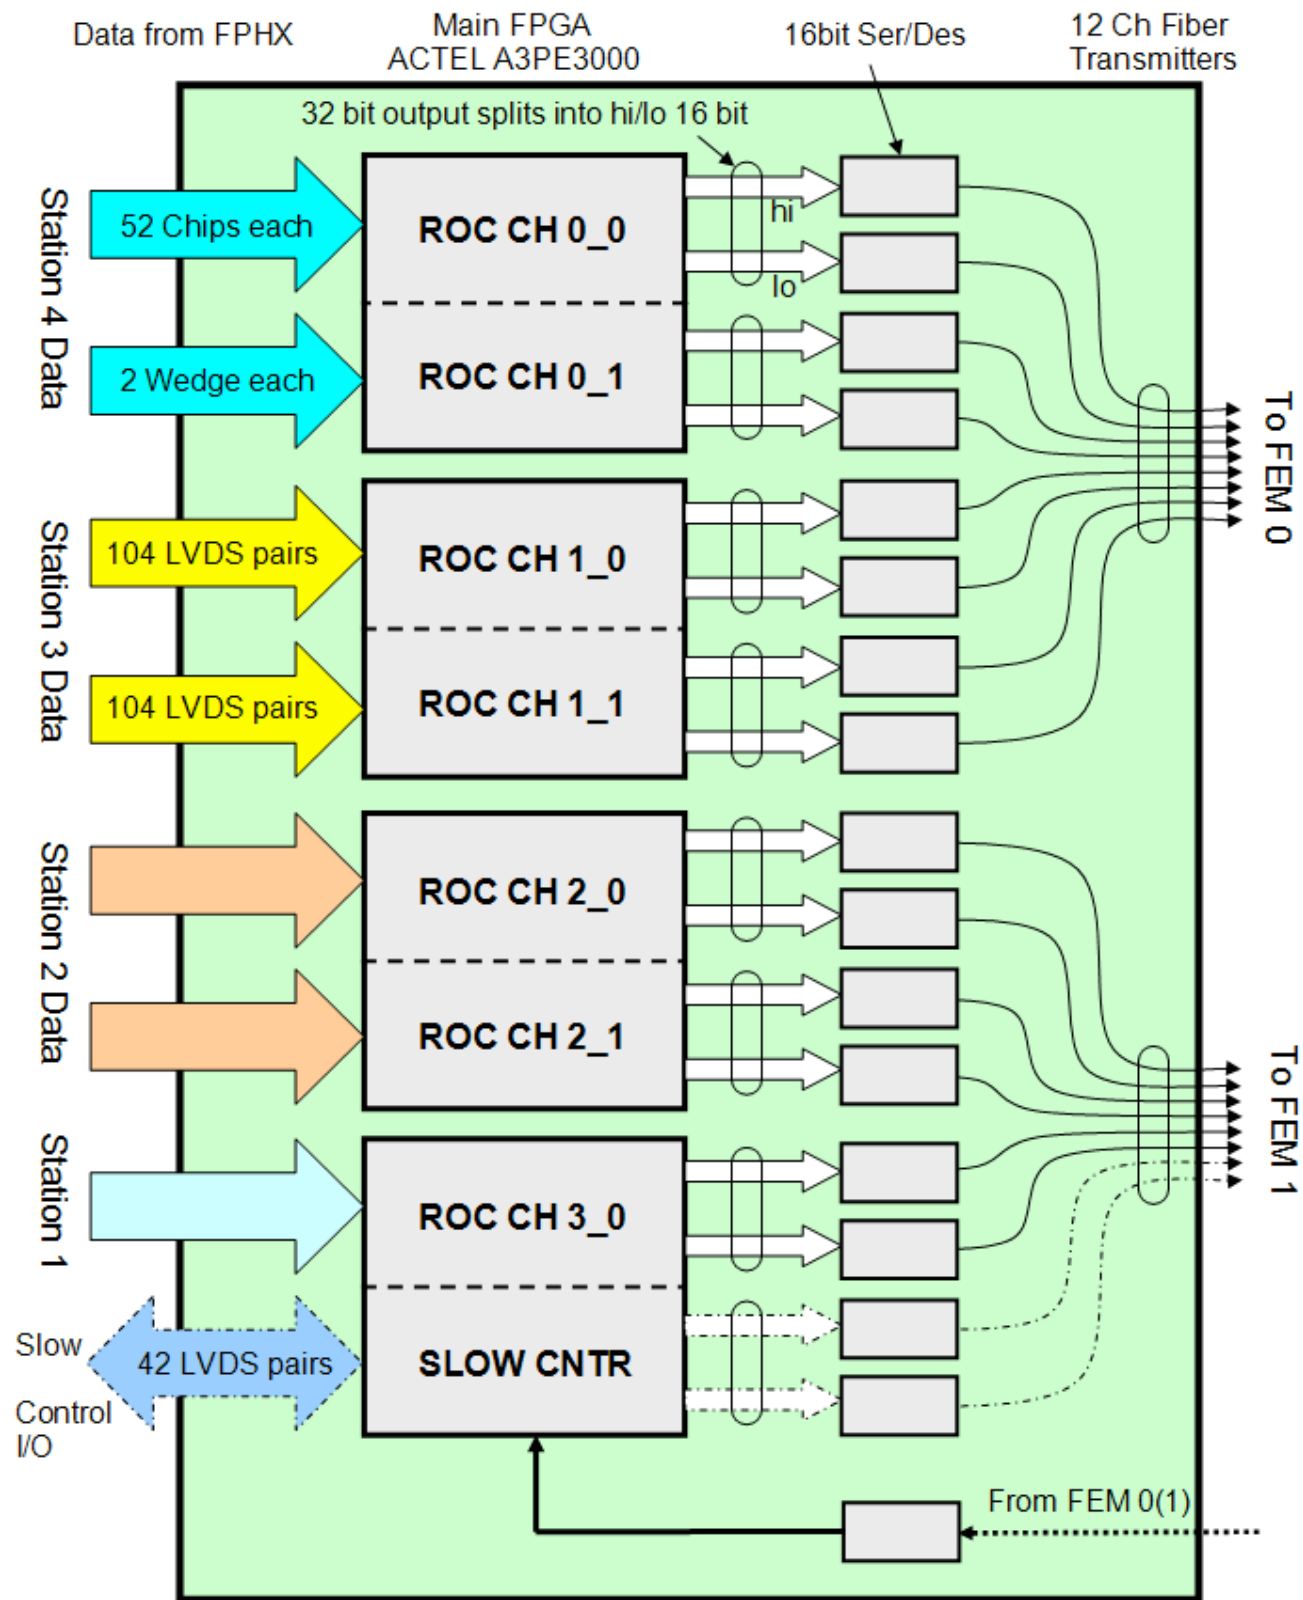 Data from FPHX
Main FPGA
ACTEL A3PE3000
16bit Ser/Des
12 Ch Fiber
Transmitters
32 bit output splits into hi/lo 16 bit
Station 4 Data
52 Chips each
2 Wedge each
ROC CH 0_0
ROC CH 0_1
hi
lo
To FEM 0
Station 3 Data
104 LVDS pairs
104 LVDS pairs
ROC CH 1_0
ROC CH 1_1
Station 2 Data
ROC CH 2_0
ROC CH 2_1
To FEM 1
Station 1
ROC CH 3_0
Slow
Control
I/O
42 LVDS pairs
SLOW CNTR
From FEM 0(1)